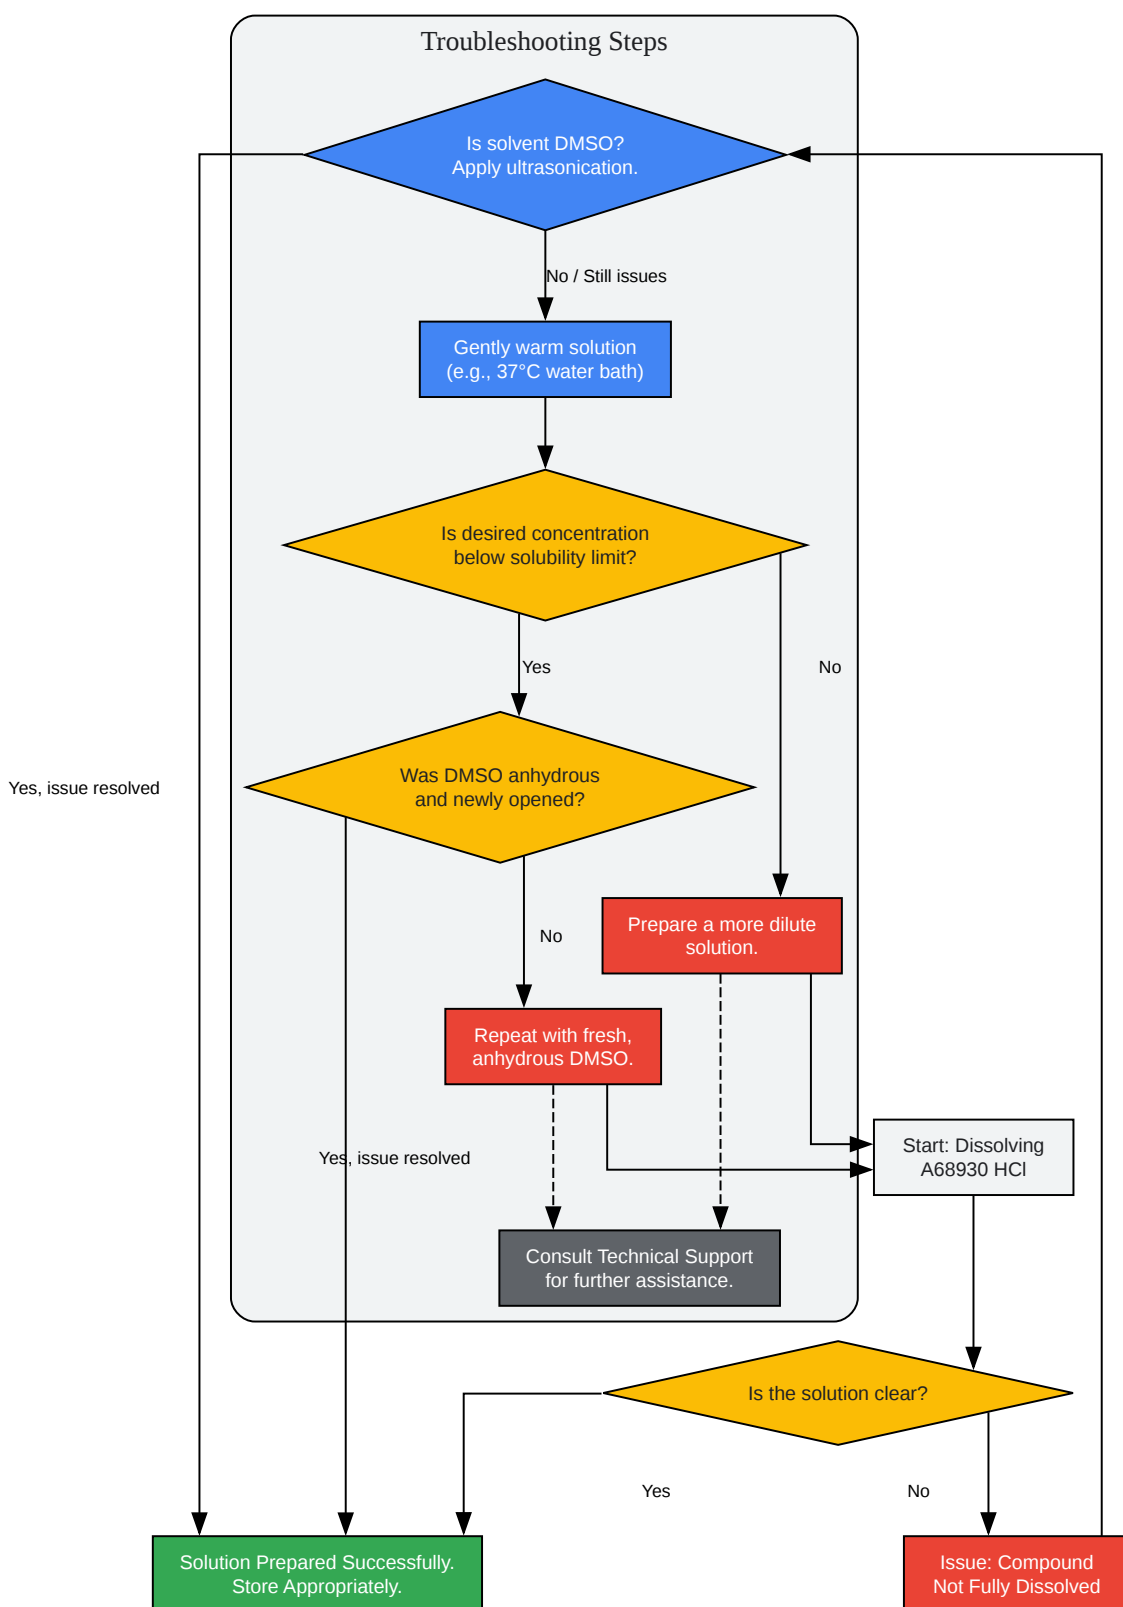 Troubleshooting Steps
Is solvent DMSO?
Apply ultrasonication.
No / Still issues
Gently warm solution
(e.g., 37°C water bath)
Is desired concentration
below solubility limit?
Yes
No
Was DMSO anhydrous
and newly opened?
Yes, issue resolved
No
Prepare a more dilute
solution.
Repeat with fresh,
anhydrous DMSO.
Yes, issue resolved
Start: Dissolving
A68930 HCl
Consult Technical Support
for further assistance.
Is the solution clear?
Yes
No
Solution Prepared Successfully.
Store Appropriately.
Issue: Compound
Not Fully Dissolved